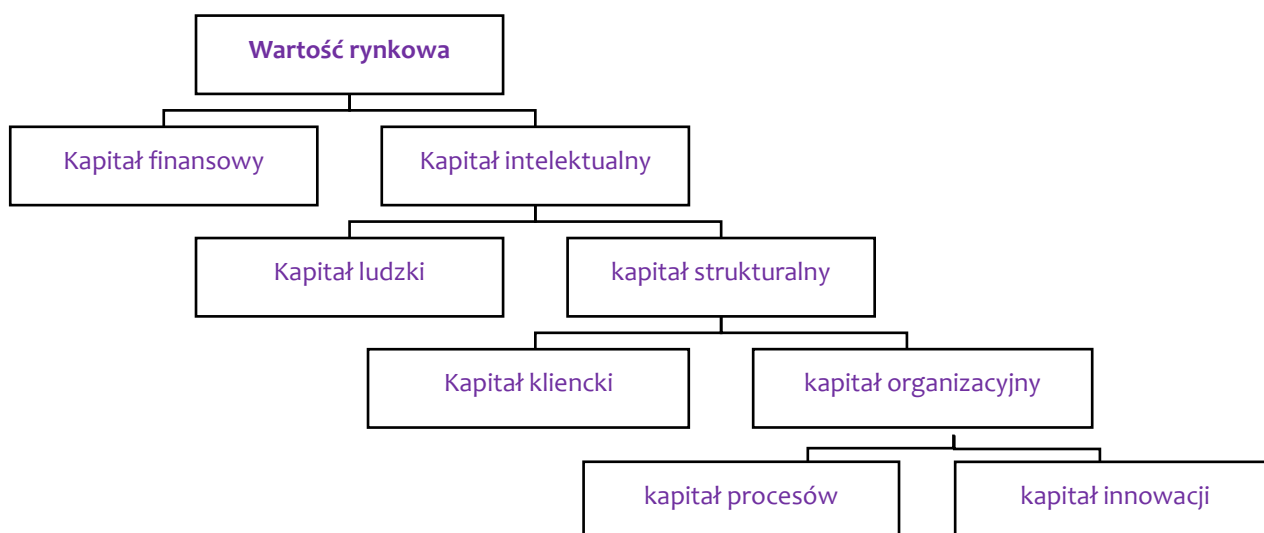 Wartość rynkowa
Kapitał finansowy
Kapitał intelektualny
Kapitał ludzki
kapitał strukturalny
Kapitał kliencki
kapitał organizacyjny
kapitał procesów
kapitał innowacji